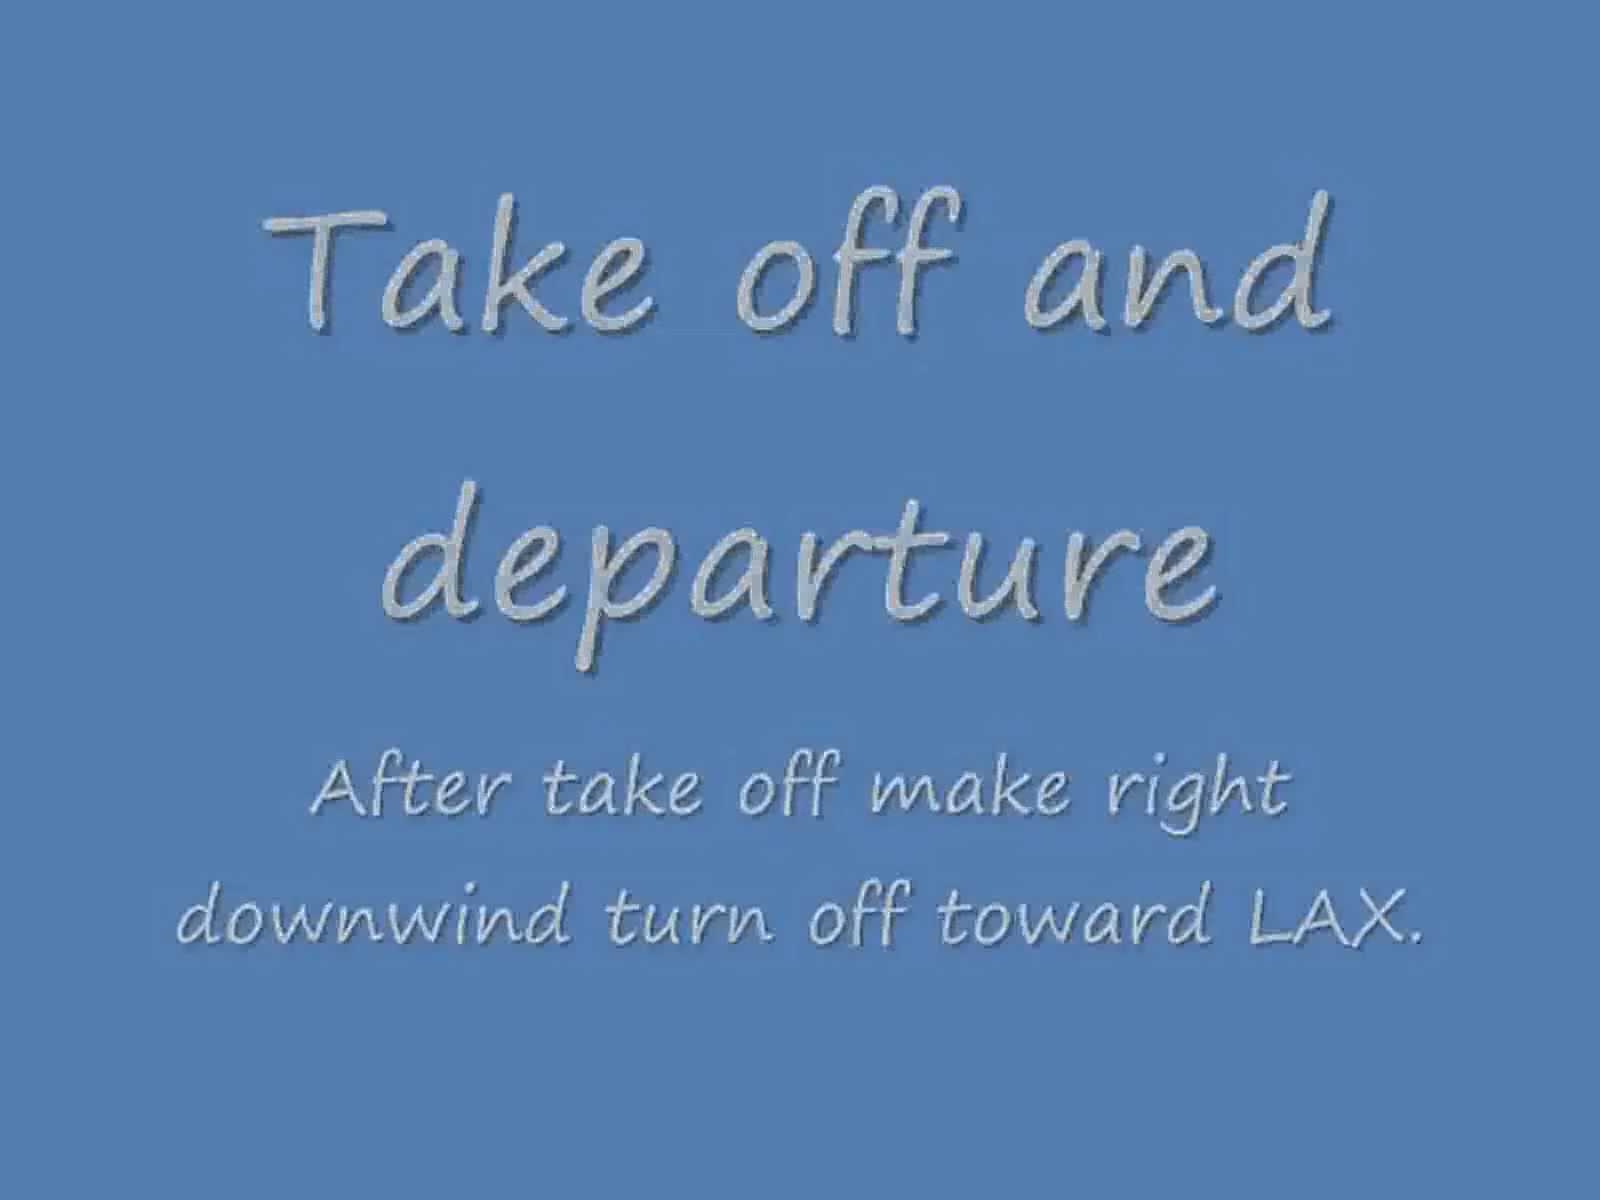 Take off and
departure
After take off make right
downwind turn off toward LAX.